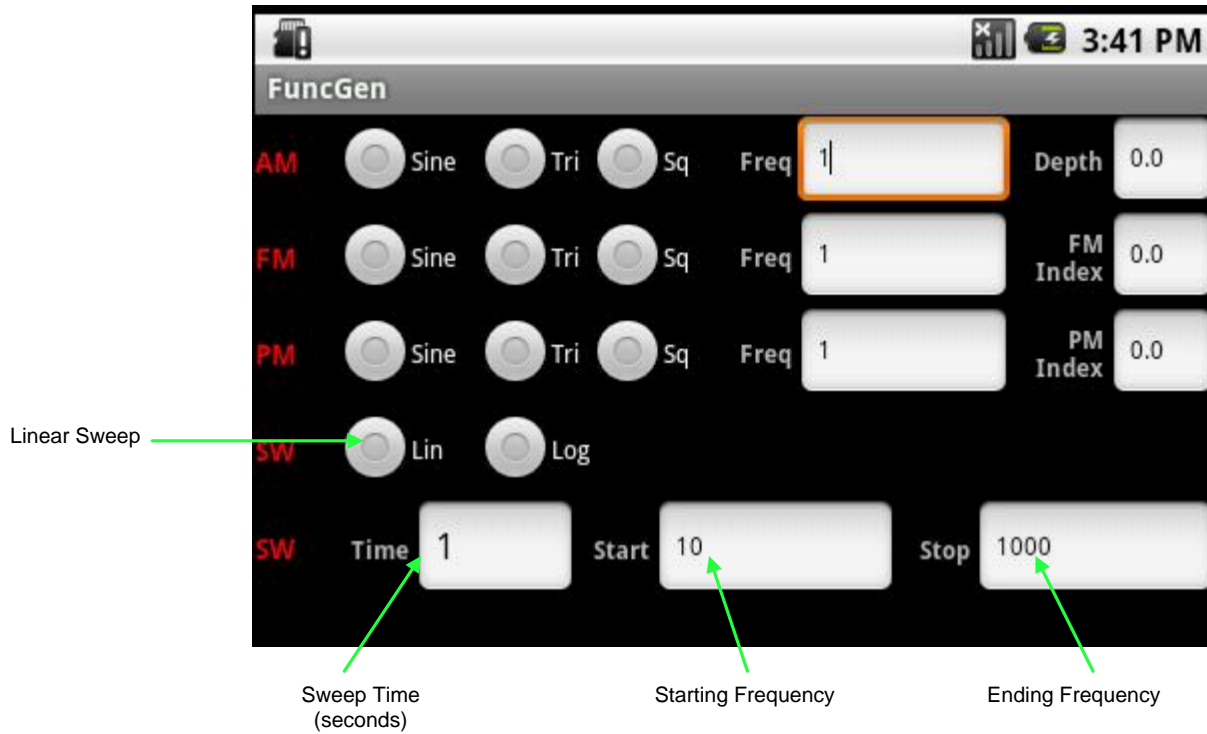 3:41 PM
FuncGen
AM Sine Tri Sq Freq 1 Depth 0.0
FM Sine Tri Sq Freq 1 FM Index 0.0
PM Sine Tri Sq Freq 1 PM Index 0.0
Linear Sweep SW Lin Log
SW Time 1 Start 10 Stop 1000
Sweep Time (seconds)
Starting Frequency
Ending Frequency